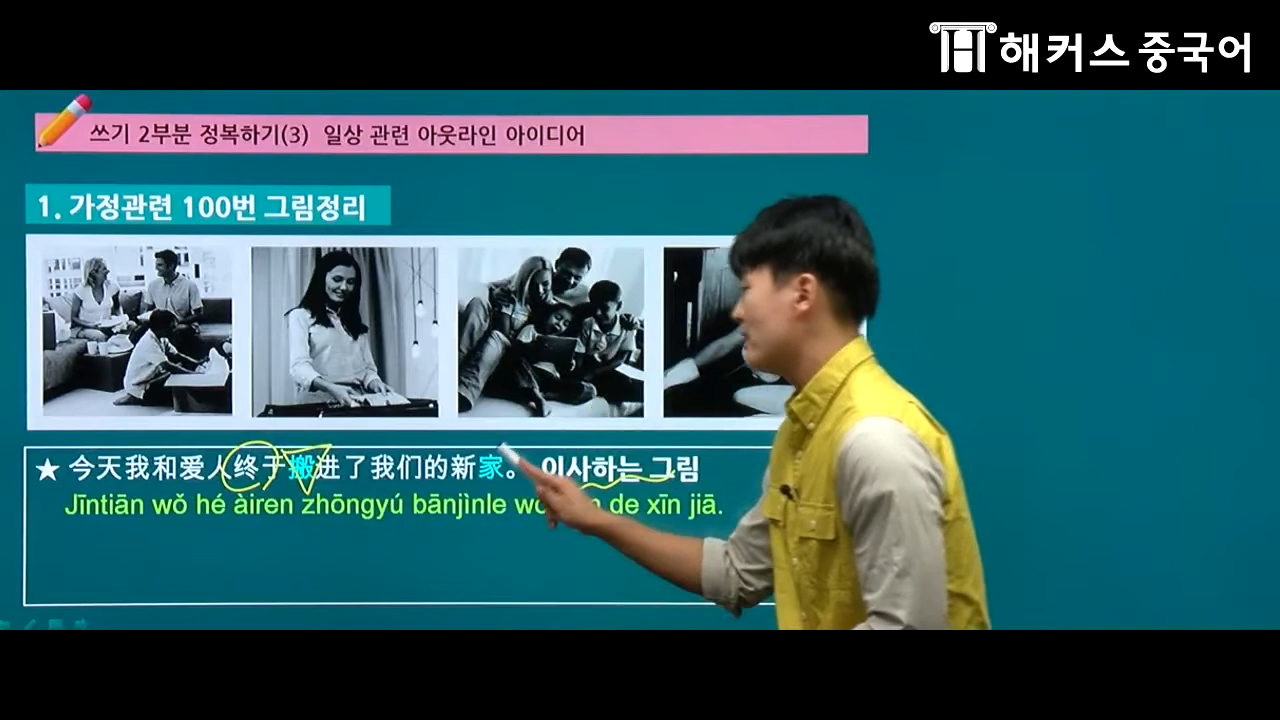 해커스 중국어
쓰기 2부분 정복하기(3) 일상 관련 아웃라인 아이디어
1. 가정관련 100번 그림정리
★ 今天我和爱人终于搬进了我们的新家。 이사하는 그림
Jīntiān wǒ hé àiren zhōngyú bānjìnle de xīn jiā.